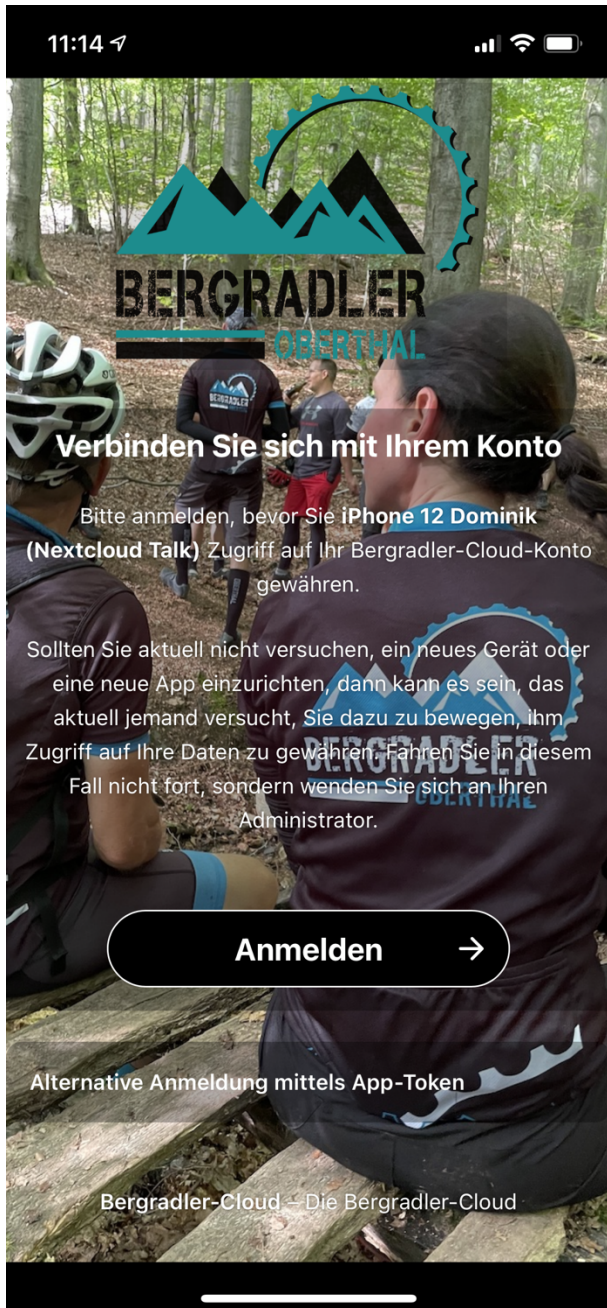 11:14
BERGRADLER
OBERTHAL
BERGRADLER
Verbinden Sie sich mit Ihrem Konto
Bitte anmelden, bevor Sie iPhone 12 Dominik
(Nextcloud Talk) Zugriff auf Ihr Bergradler-Cloud-Konto
gewähren.
Sollten Sie aktuell nicht versuchen, ein neues Gerät oder
eine neue App einzurichten, dann kann es sein, das
aktuell jemand versucht, Sie dazu zu bewegen, ihm
Zugriff auf Ihre Daten zu gewähren. Fahren Sie in diesem
Fall nicht fort, sondern wenden Sie sich an Ihren
Administrator.
BERGRADLER
OBERTHAL
Anmelden
Alternative Anmeldung mittels App-Token
Bergradler-Cloud – Die Bergradler-Cloud